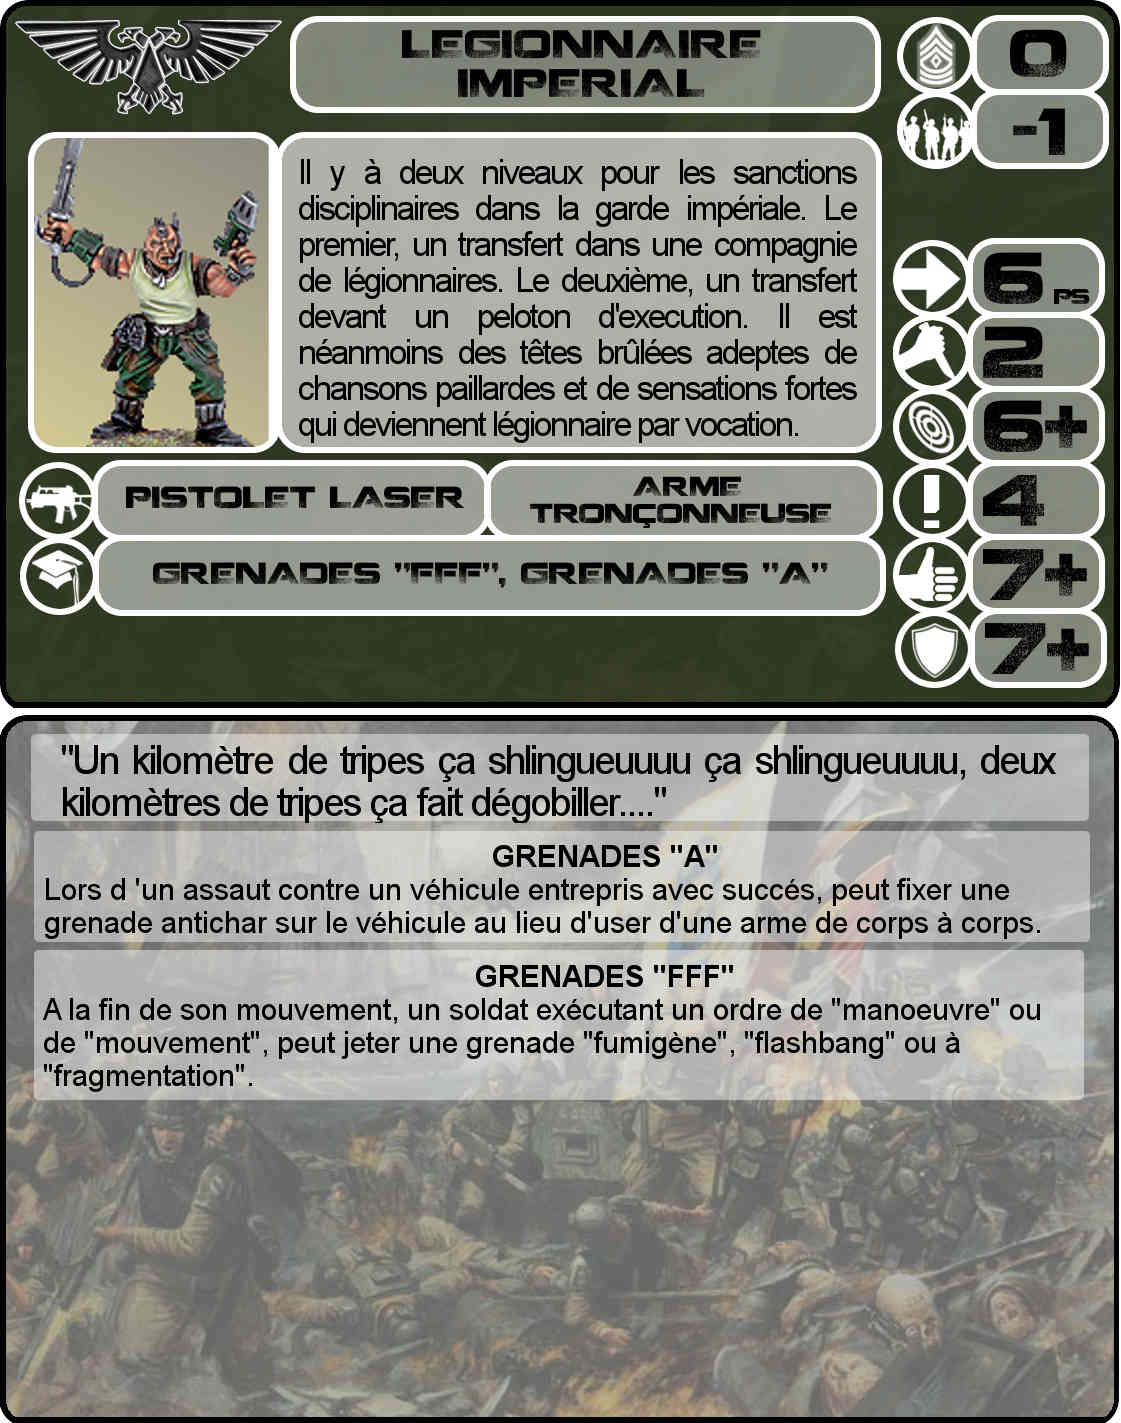 LEGIONNAIRE
IMPERIAL
0
-1
Il y à deux niveaux pour les sanctions
disciplinaires dans la garde impériale. Le
premier, un transfert dans une compagnie
de légionnaires. Le deuxième, un transfert
devant un peloton d'execution. Il est
néanmoins des têtes brûlées adeptes de
chansons paillardes et de sensations fortes
qui deviennent légionnaire par vocation.
6 PS
2
6+
4
7+
7+
PISTOLET LASER
ARME
TRONÇONNEUSE
GRENADES "FFF", GRENADES "A"
"Un kilomètre de tripes ça shlingueuuuu ça shlingueuuuu, deux
kilomètres de tripes ça fait dégobiller...."
GRENADES "A"
Lors d 'un assaut contre un véhicule entrepris avec succés, peut fixer une
grenade antichar sur le véhicule au lieu d'user d'une arme de corps à corps.
GRENADES "FFF"
A la fin de son mouvement, un soldat exécutant un ordre de "manoeuvre" ou
de "mouvement", peut jeter une grenade "fumigène", "flashbang" ou à
"fragmentation".